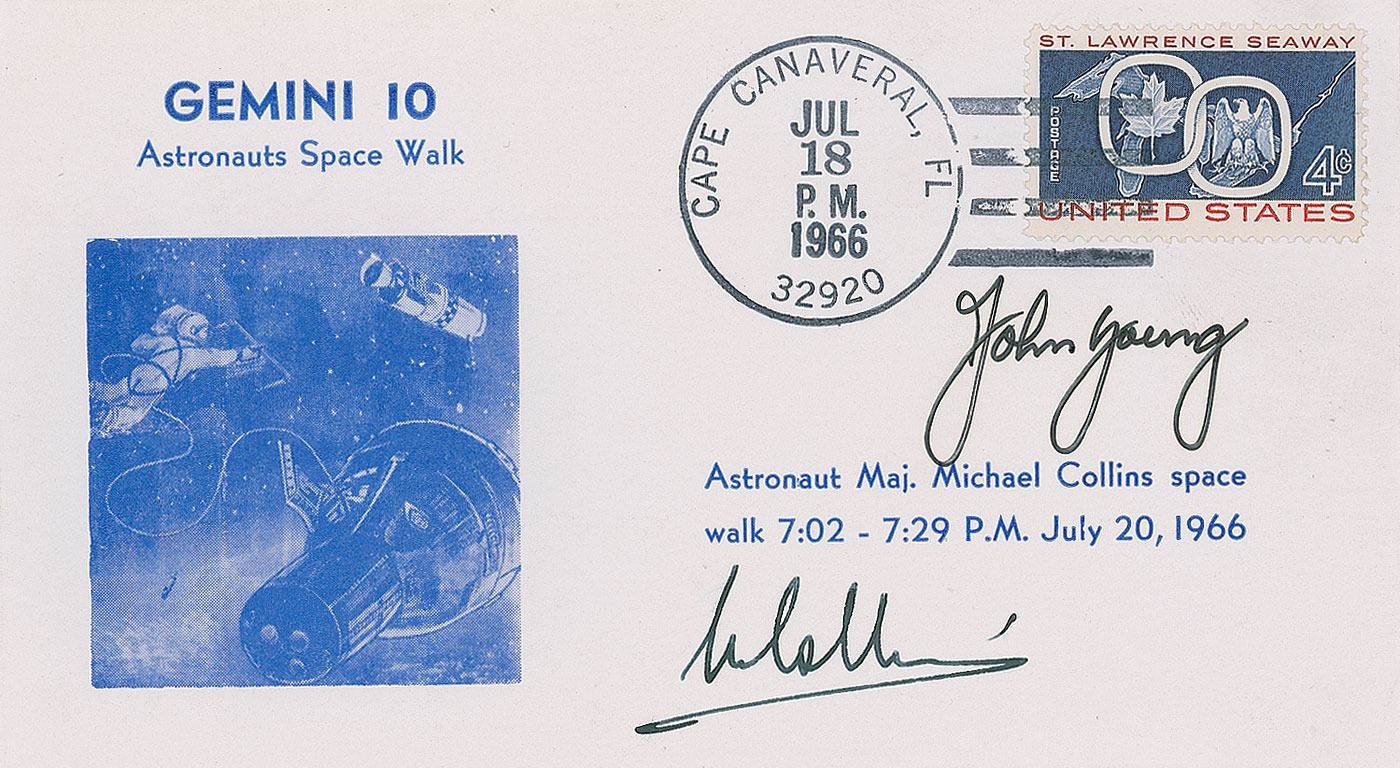 GEMINI 10
Astronauts Space Walk
CAPE CANAVERAL, FL
JUL
18
P. M.
1966
32920
ST. LAWRENCE SEAWAY
POSTAGE
4¢
UNITED STATES
John Young
Astronaut Maj. Michael Collins space
walk 7:02 - 7:29 P.M. July 20, 1966
M Collins